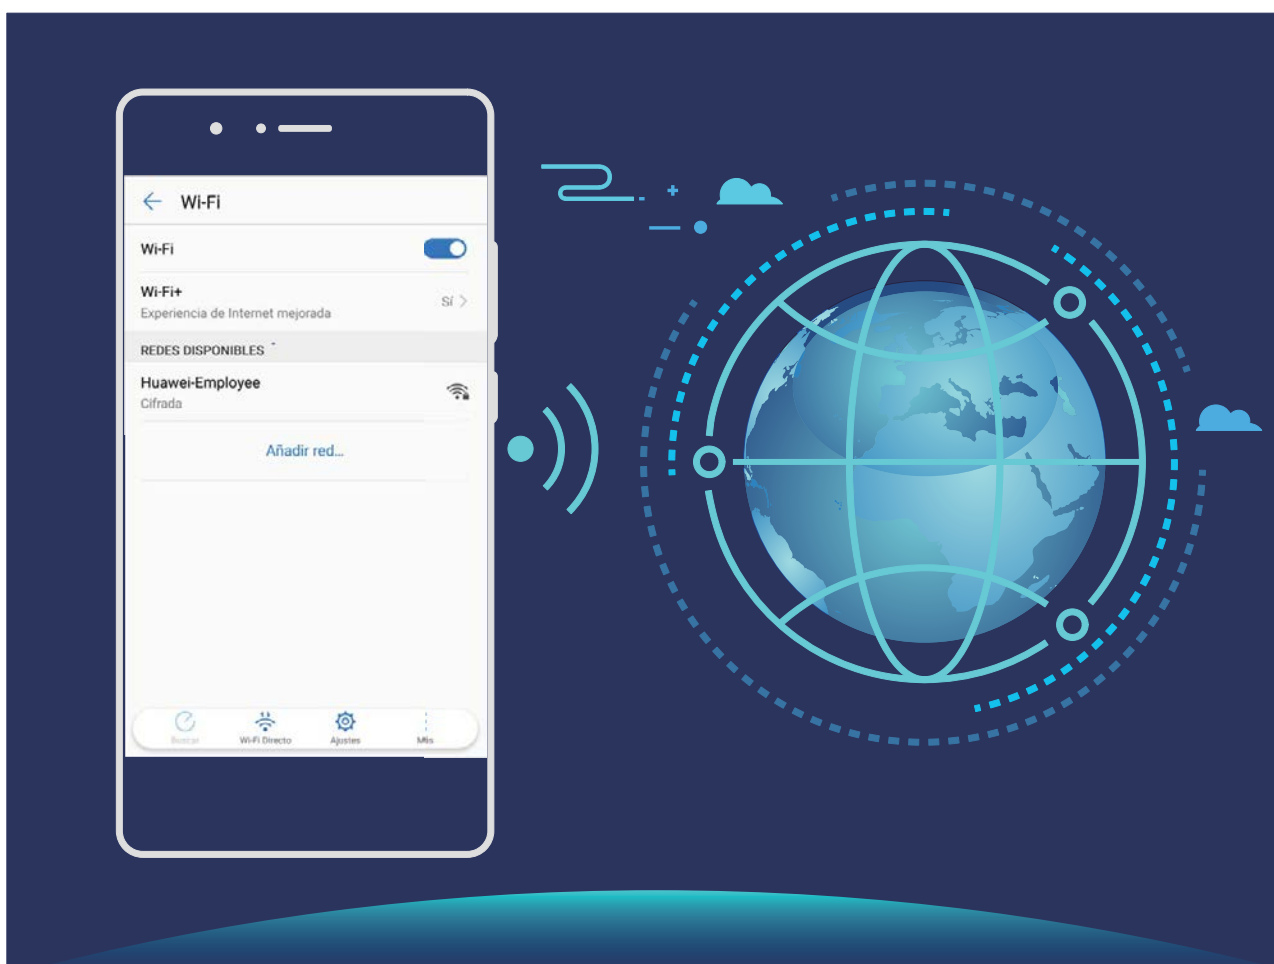 Wi-Fi
Wi-Fi
Wi-Fi+
Experiencia de Internet mejorada
Sí
REDES DISPONIBLES
Huawei-Employee
Cifrada
Añadir red...
Buscar
Wi-Fi Directo
Ajustes
Más